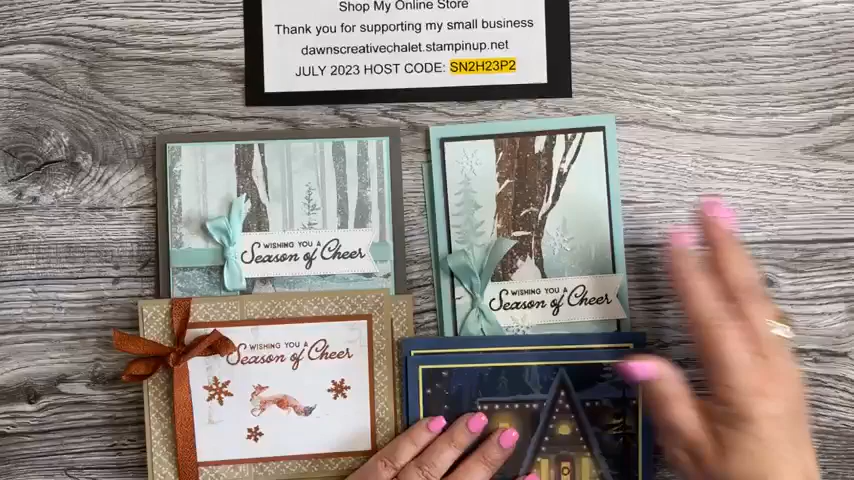 Shop My Online Store
Thank you for supporting my small business
dawnscreativechalet.stampinup.net
JULY 2023 HOST CODE: SN2H23P2
WISHING YOU A
Season of Cheer
WISHING YOU A
Season of Cheer
WISHING YOU A
Season of Cheer